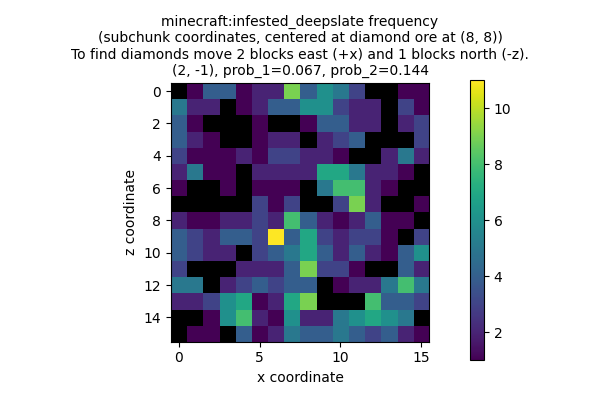 minecraft:infested_deepslate frequency
(subchunk coordinates, centered at diamond ore at (8, 8))
To find diamonds move 2 blocks east (+x) and 1 blocks north (-z).
(2, -1), prob_1=0.067, prob_2=0.144
0
2
4
6
8
10
12
14
z coordinate
0
5
10
15
x coordinate
10
8
6
4
2